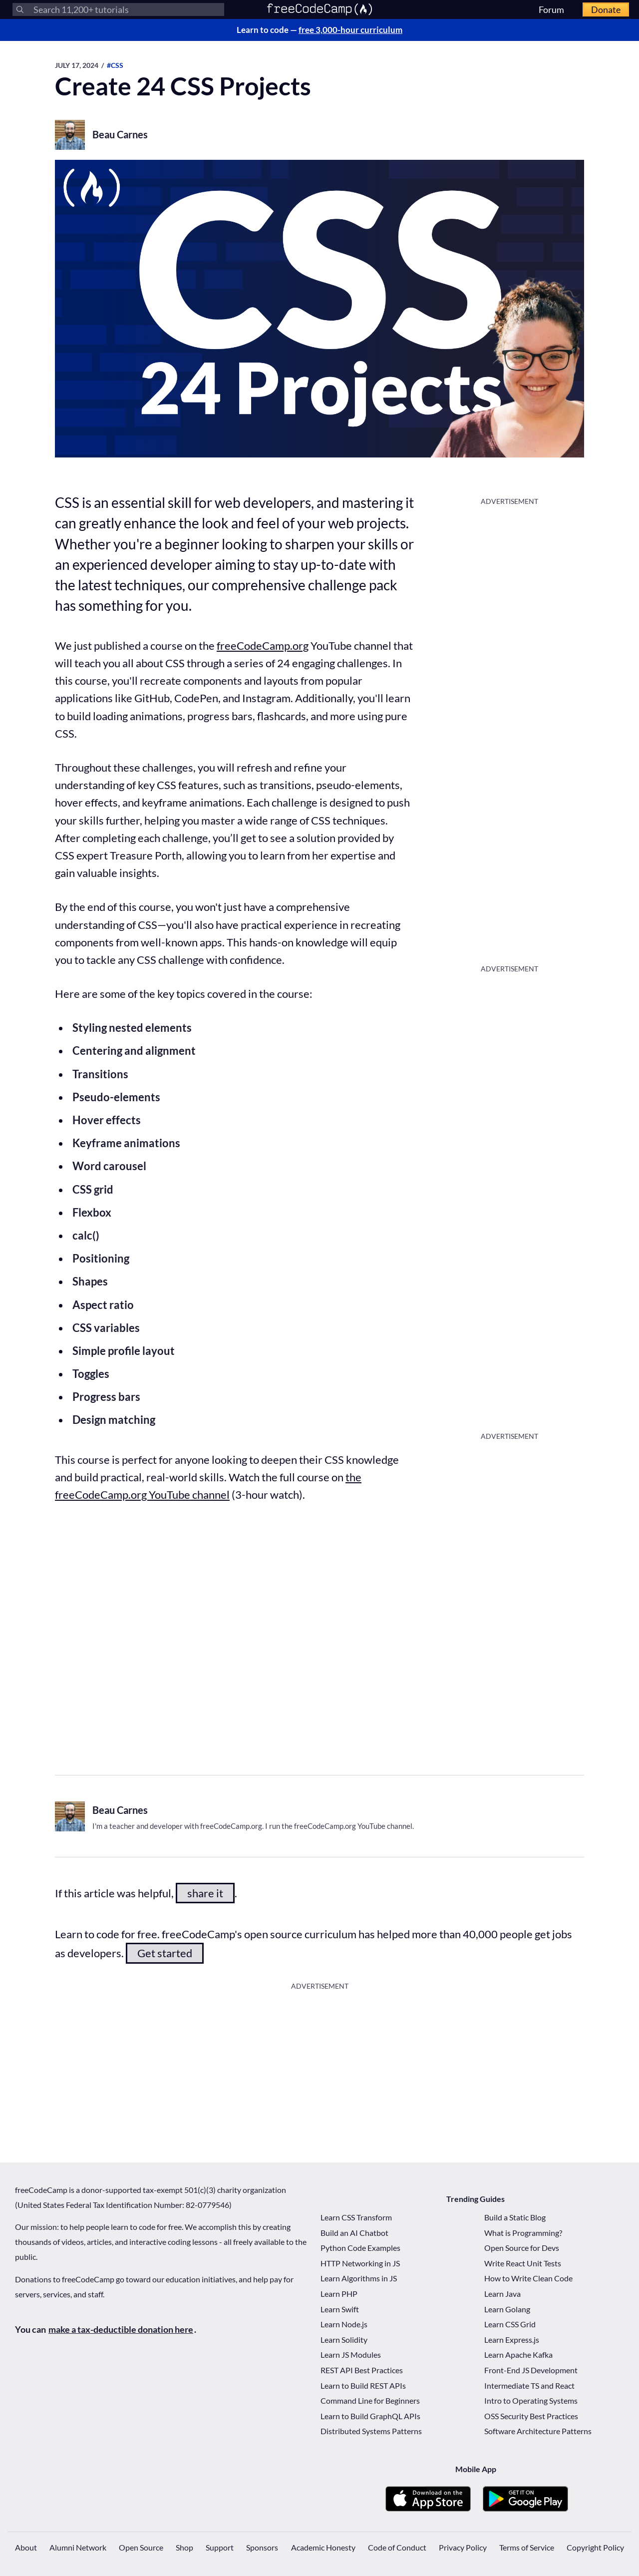 Search 11,200+ tutorials
freeCodeCamp
Forum
Donate
Learn to code — free 3,000-hour curriculum
JULY 17, 2024 / #CSS
Create 24 CSS Projects
Beau Carnes
CSS
24 Projects
CSS is an essential skill for web developers, and mastering it
can greatly enhance the look and feel of your web projects.
Whether you're a beginner looking to sharpen your skills or
an experienced developer aiming to stay up-to-date with
the latest techniques, our comprehensive challenge pack
has something for you.
ADVERTISEMENT
We just published a course on the freeCodeCamp.org YouTube channel that
will teach you all about CSS through a series of 24 engaging challenges. In
this course, you'll recreate components and layouts from popular
applications like GitHub, CodePen, and Instagram. Additionally, you'll learn
to build loading animations, progress bars, flashcards, and more using pure
CSS.
Throughout these challenges, you will refresh and refine your
understanding of key CSS features, such as transitions, pseudo-elements,
hover effects, and keyframe animations. Each challenge is designed to push
your skills further, helping you master a wide range of CSS techniques.
After completing each challenge, you’ll get to see a solution provided by
CSS expert Treasure Porth, allowing you to learn from her expertise and
gain valuable insights.
By the end of this course, you won't just have a comprehensive
understanding of CSS—you'll also have practical experience in recreating
components from well-known apps. This hands-on knowledge will equip
you to tackle any CSS challenge with confidence.
ADVERTISEMENT
Here are some of the key topics covered in the course:
• Styling nested elements
• Centering and alignment
• Transitions
• Pseudo-elements
• Hover effects
• Keyframe animations
• Word carousel
• CSS grid
• Flexbox
• calc()
• Positioning
• Shapes
• Aspect ratio
• CSS variables
• Simple profile layout
• Toggles
• Progress bars
• Design matching
ADVERTISEMENT
This course is perfect for anyone looking to deepen their CSS knowledge
and build practical, real-world skills. Watch the full course on the
freeCodeCamp.org YouTube channel (3-hour watch).
Beau Carnes
I'm a teacher and developer with freeCodeCamp.org. I run the freeCodeCamp.org YouTube channel.
If this article was helpful, share it.
Learn to code for free. freeCodeCamp's open source curriculum has helped more than 40,000 people get jobs
as developers. Get started
ADVERTISEMENT
freeCodeCamp is a donor-supported tax-exempt 501(c)(3) charity organization
(United States Federal Tax Identification Number: 82-0779546)
Our mission: to help people learn to code for free. We accomplish this by creating
thousands of videos, articles, and interactive coding lessons - all freely available to the
public.
Donations to freeCodeCamp go toward our education initiatives, and help pay for
servers, services, and staff.
You can make a tax-deductible donation here.
Trending Guides
Learn CSS Transform
Build a Static Blog
Build an AI Chatbot
What is Programming?
Python Code Examples
Open Source for Devs
HTTP Networking in JS
Write React Unit Tests
Learn Algorithms in JS
How to Write Clean Code
Learn PHP
Learn Java
Learn Swift
Learn Golang
Learn Node.js
Learn CSS Grid
Learn Solidity
Learn Express.js
Learn JS Modules
Learn Apache Kafka
REST API Best Practices
Front-End JS Development
Learn to Build REST APIs
Intermediate TS and React
Command Line for Beginners
Intro to Operating Systems
Learn to Build GraphQL APIs
OSS Security Best Practices
Distributed Systems Patterns
Software Architecture Patterns
Mobile App
Download on the
App Store
GET IT ON
Google Play
About Alumni Network Open Source Shop Support Sponsors Academic Honesty Code of Conduct Privacy Policy Terms of Service Copyright Policy